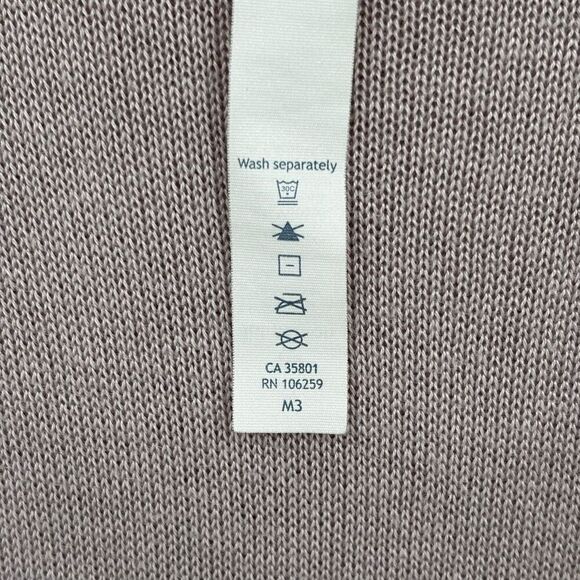 Wash separately
30C
CA 35801
RN 106259
M3